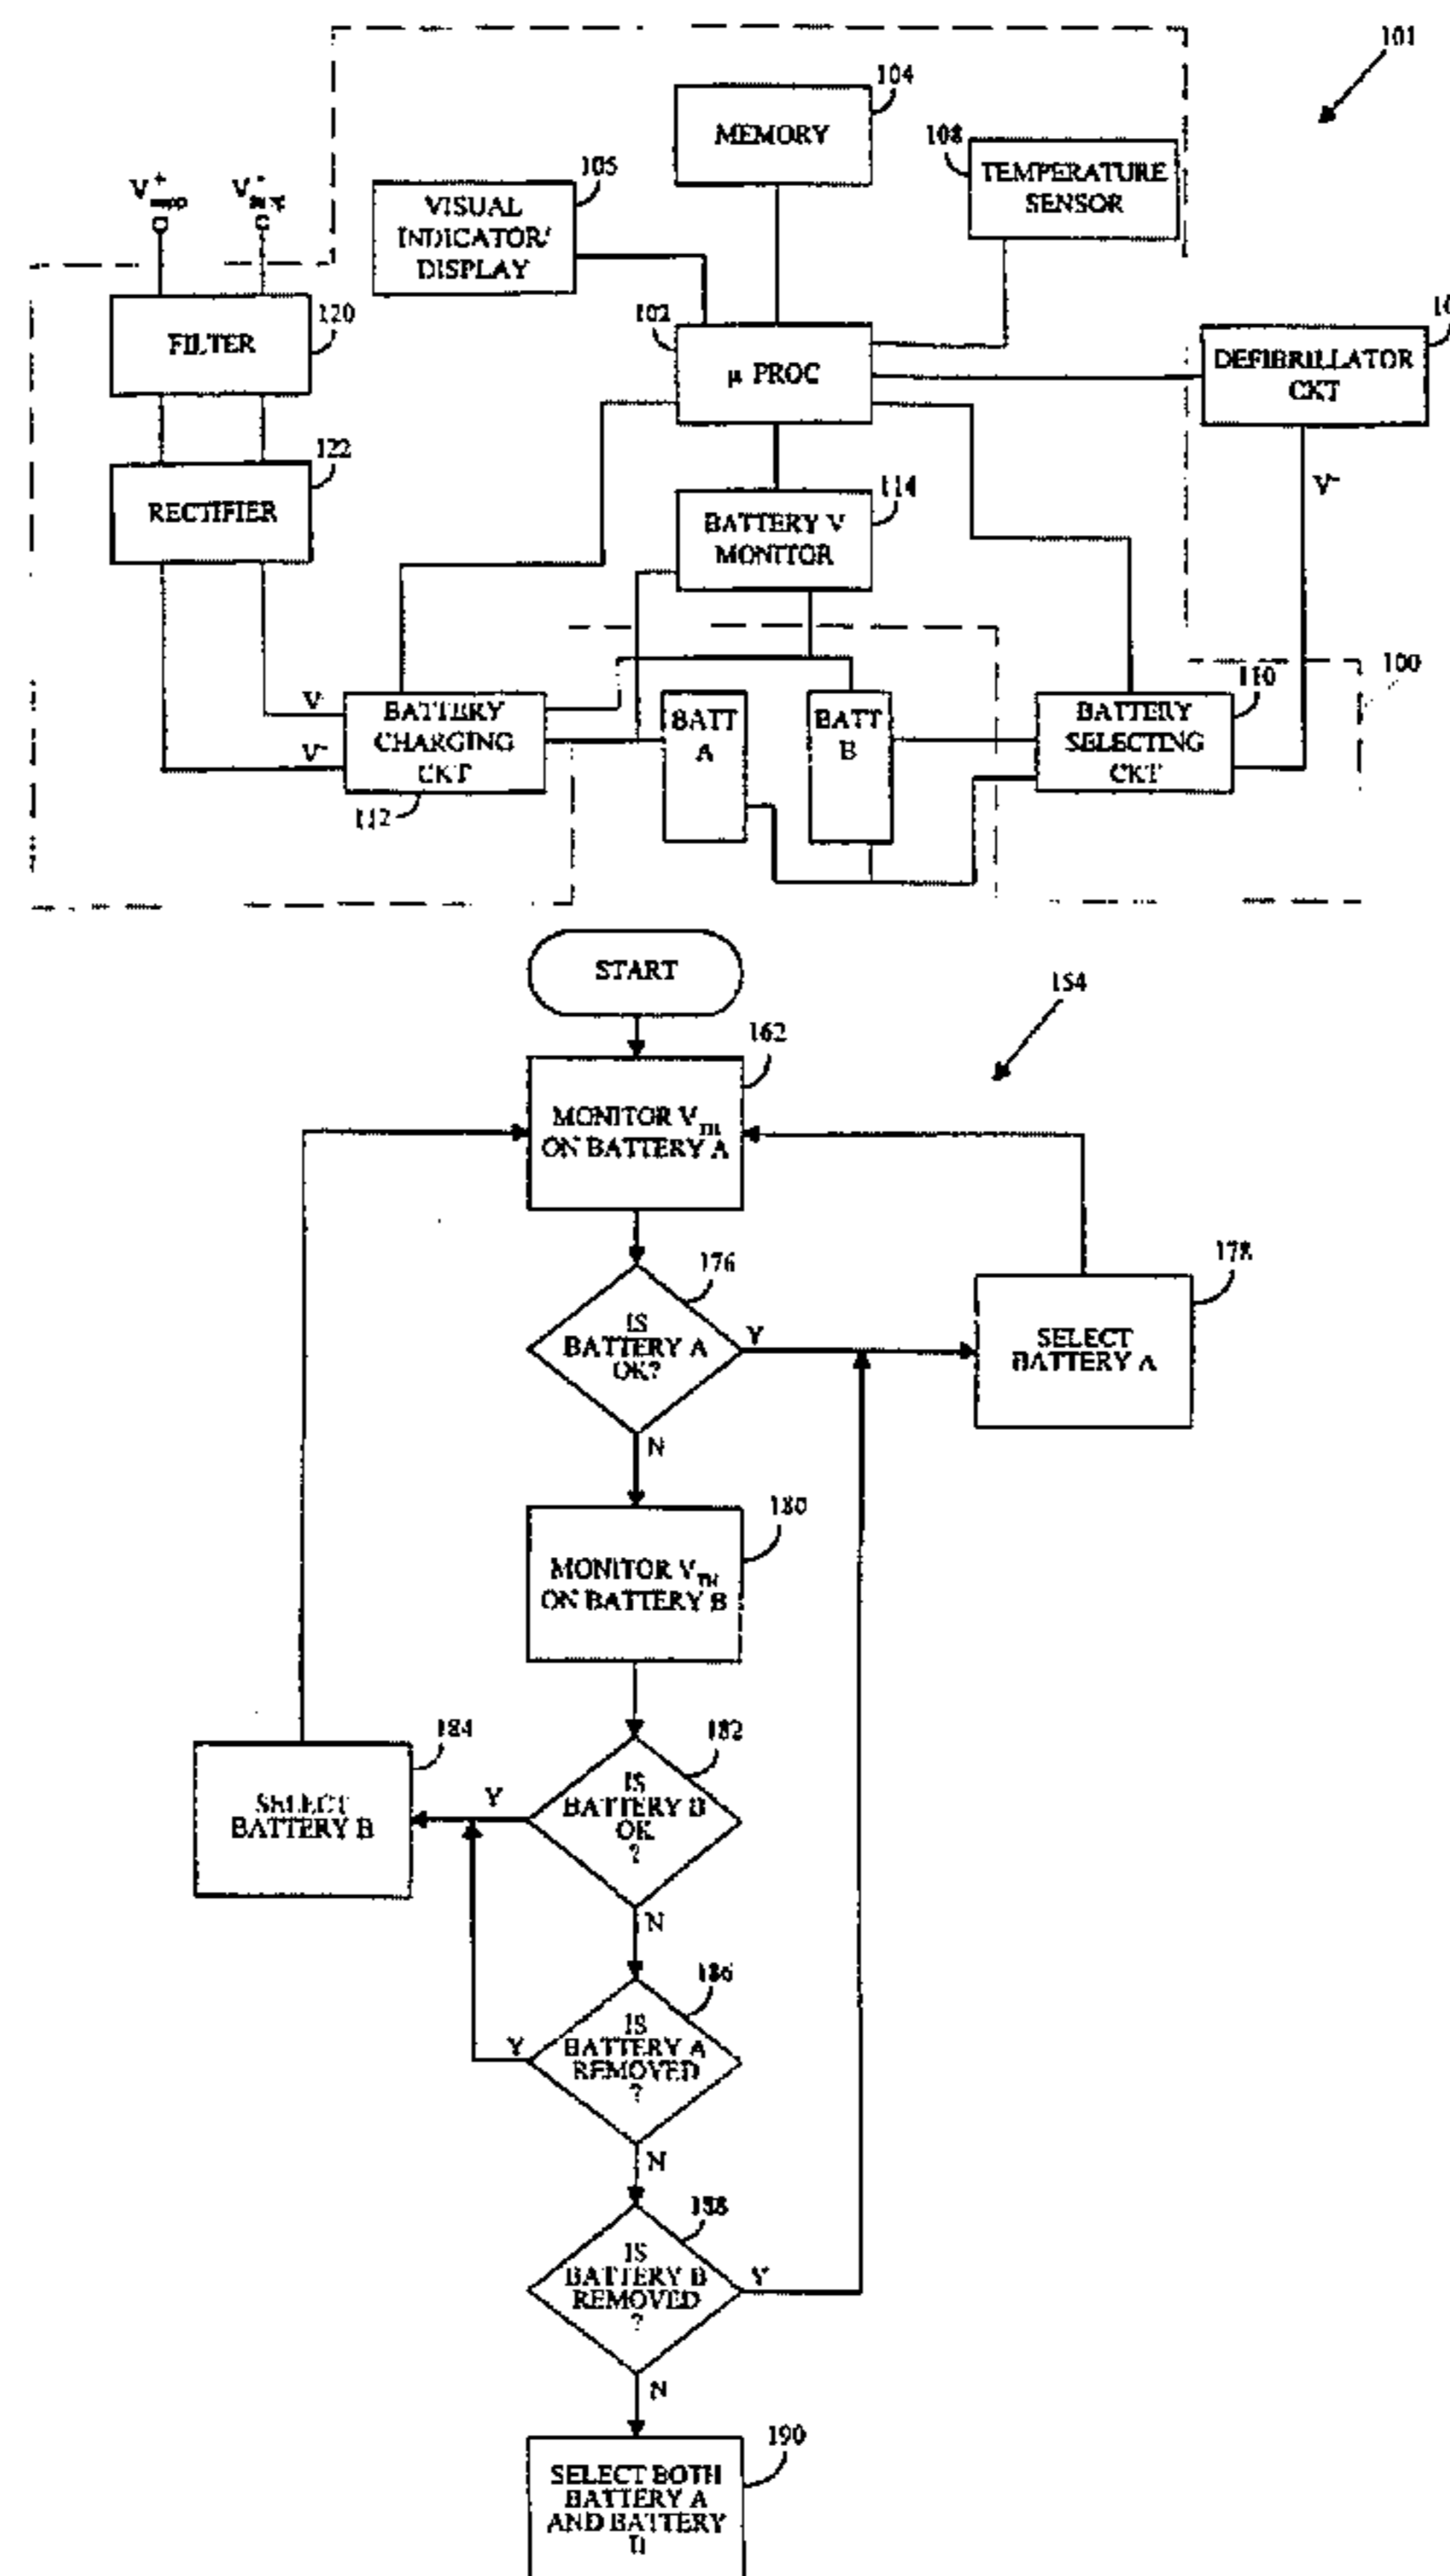 101
104
MEMORY
108
TEMPERATURE
SENSOR
105
VISUAL
INDICATOR/
DISPLAY
V+
V-
120
FILTER
102
μ PROC
DEFIBRILLATOR
CKT
122
RECTIFIER
114
BATTERY V
MONITOR
V-
100
110
V
V-
BATTERY
CHARGING
CKT
112
BATT
A
BATT
B
BATTERY
SELECTING
CKT
START
154
162
MONITOR VTH
ON BATTERY A
176
IS
BATTERY A
OK?
Y
N
178
SELECT
BATTERY A
180
MONITOR VTH
ON BATTERY B
184
SELECT
BATTERY B
182
IS
BATTERY B
OK
?
Y
N
186
IS
BATTERY A
REMOVED
?
Y
N
188
IS
BATTERY B
REMOVED
?
Y
N
190
SELECT BOTH
BATTERY A
AND BATTERY
B